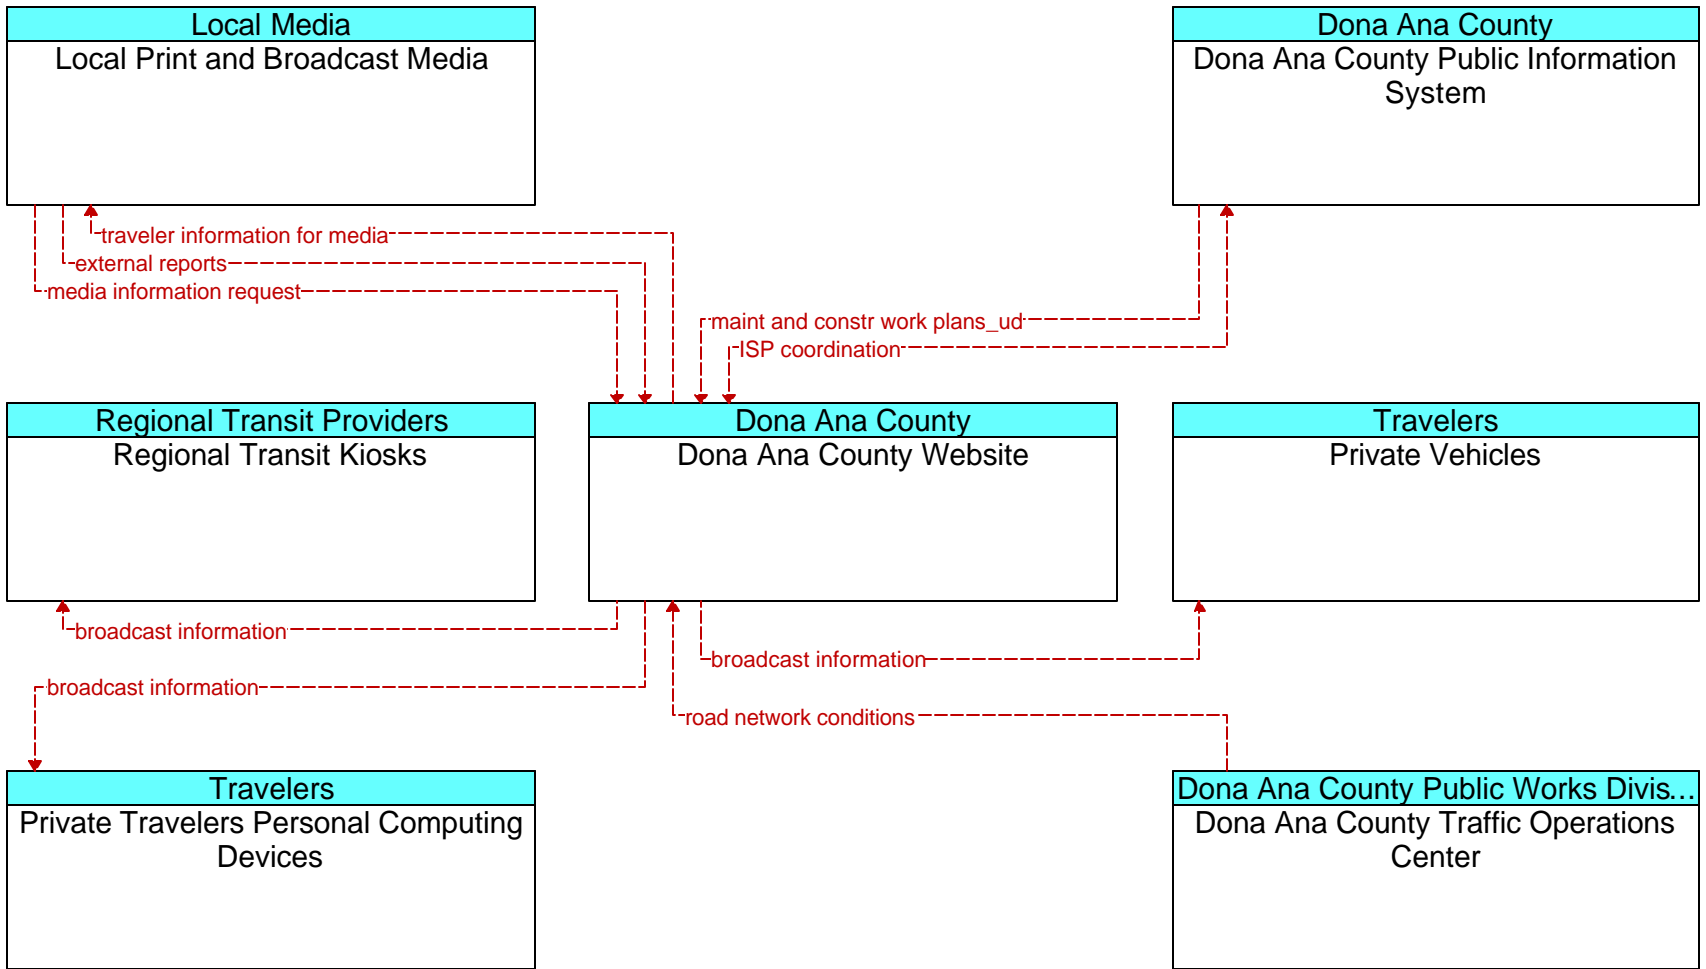 Local Media
Local Print and Broadcast Media
Dona Ana County
Dona Ana County Public Information
System
traveler information for media
external reports
media information request
maint and constr work plans_ud
ISP coordination
Regional Transit Providers
Regional Transit Kiosks
Dona Ana County
Dona Ana County Website
Travelers
Private Vehicles
broadcast information
broadcast information
broadcast information
road network conditions
Travelers
Private Travelers Personal Computing
Devices
Dona Ana County Public Works Divis...
Dona Ana County Traffic Operations
Center